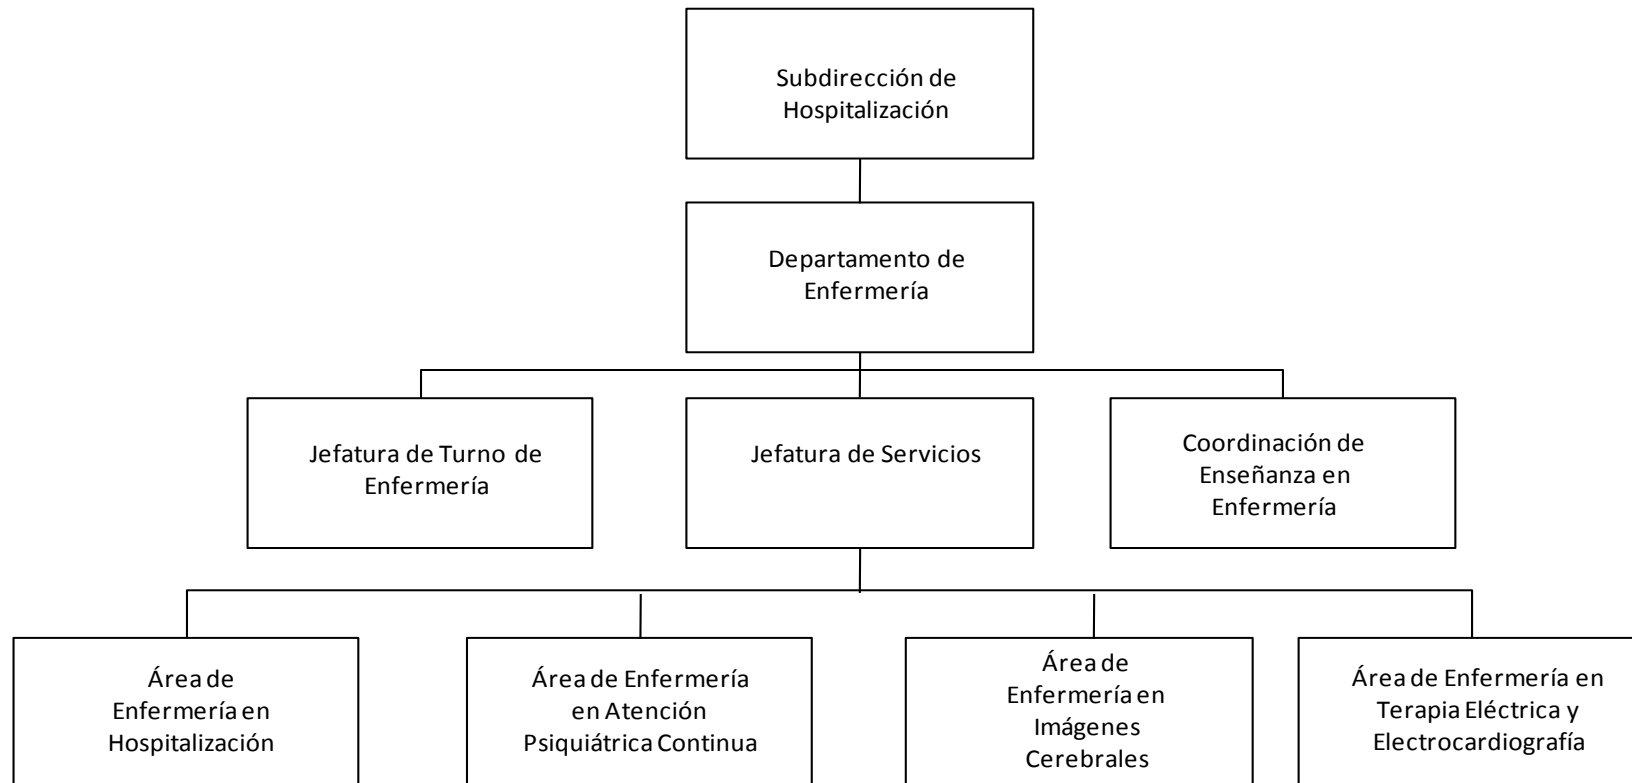 Subdirección de
Hospitalización
Departamento de
Enfermería
Jefatura de Turno de
Enfermería
Jefatura de Servicios
Coordinación de
Enseñanza en
Enfermería
Área de
Enfermería en
Hospitalización
Área de Enfermería
en Atención
Psiquiátrica Continua
Área de
Enfermería en
Imágenes
Cerebrales
Área de Enfermería en
Terapia Eléctrica y
Electrocardiografía